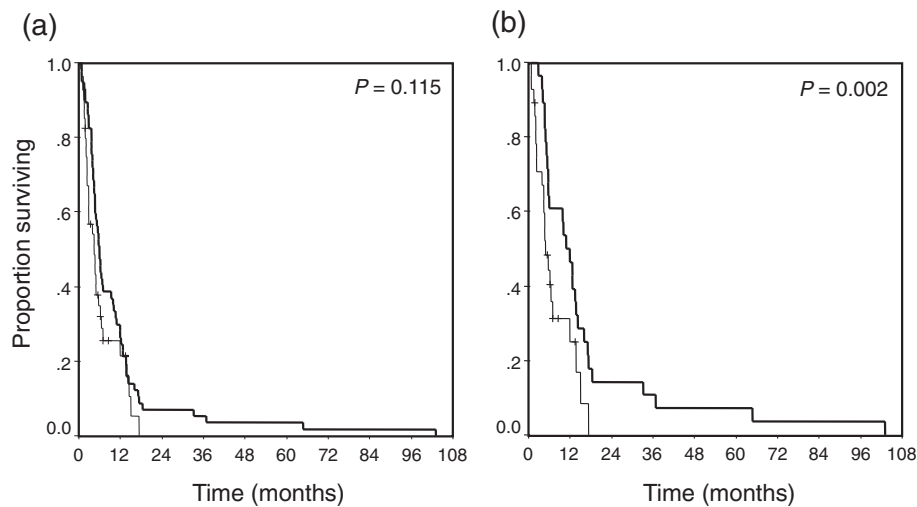 (a)
(b)
P = 0.115
P = 0.002
Proportion surviving
1.0
.8
.6
.4
.2
0.0
1.0
.8
.6
.4
.2
0.0
0 12 24 36 48 60 72 84 96 108
0 12 24 36 48 60 72 84 96 108
Time (months)
Time (months)